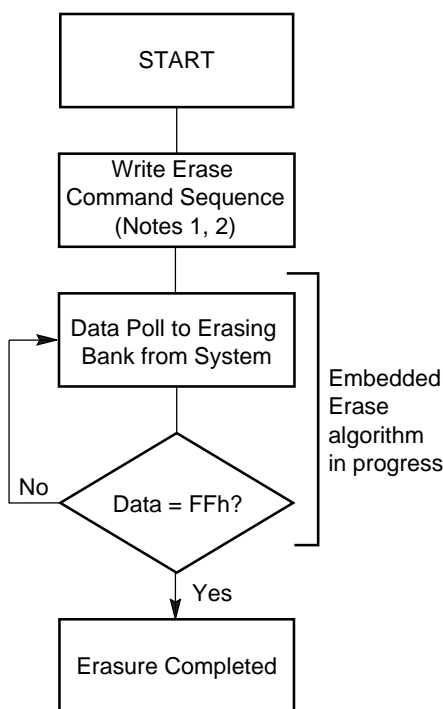 START
Write Erase
Command Sequence
(Notes 1, 2)
Data Poll to Erasing
Bank from System
Embedded
Erase
algorithm
in progress
No
Data = FFh?
Yes
Erasure Completed